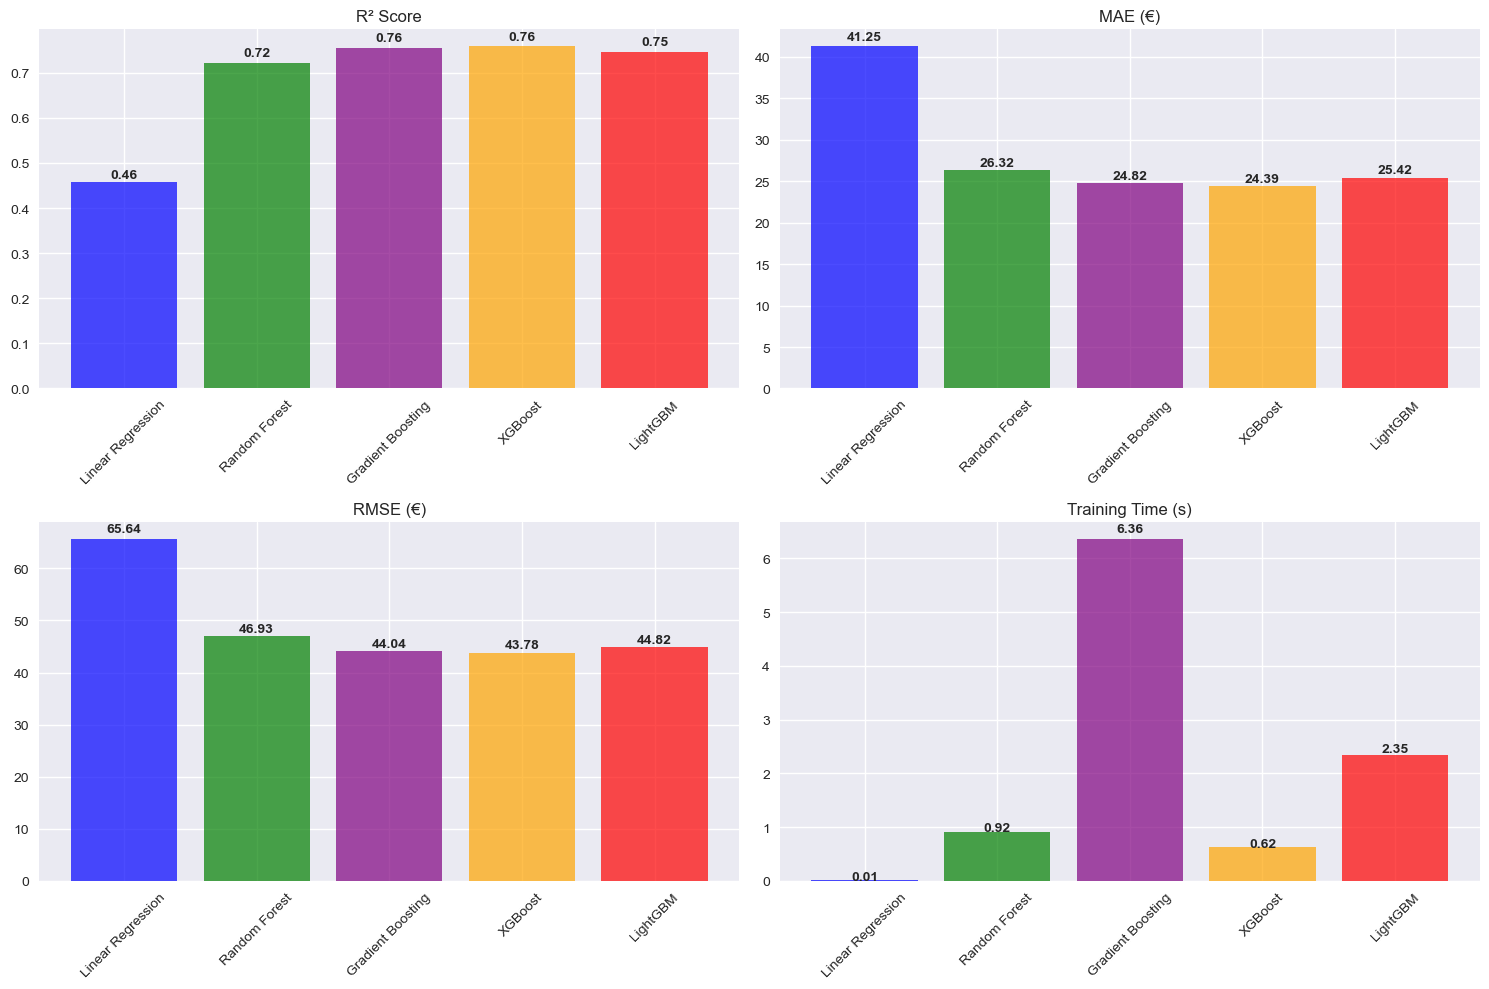 R² Score
0.7
0.6
0.5
0.4
0.3
0.2
0.1
0.0
0.46
0.72
0.76
0.76
0.75
Linear Regression
Random Forest
Gradient Boosting
XGBoost
LightGBM
MAE (€)
40
35
30
25
20
15
10
5
0
41.25
26.32
24.82
24.39
25.42
Linear Regression
Random Forest
Gradient Boosting
XGBoost
LightGBM
RMSE (€)
60
50
40
30
20
10
0
65.64
46.93
44.04
43.78
44.82
Linear Regression
Random Forest
Gradient Boosting
XGBoost
LightGBM
Training Time (s)
6
5
4
3
2
1
0
0.01
0.92
6.36
0.62
2.35
Linear Regression
Random Forest
Gradient Boosting
XGBoost
LightGBM